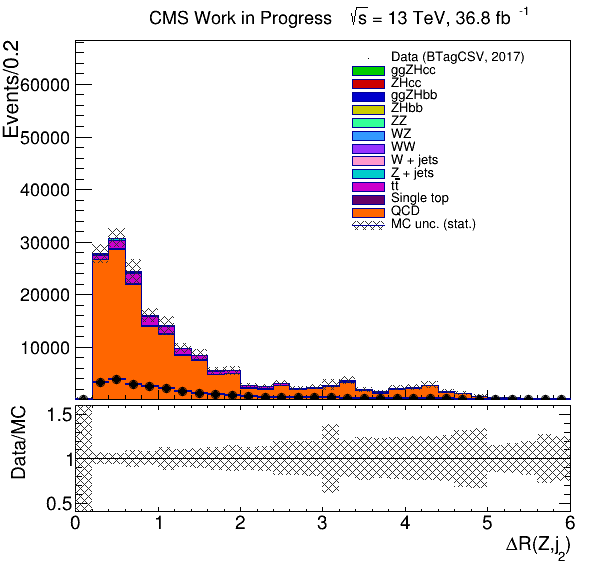 CMS Work in Progress √s = 13 TeV, 36.8 fb⁻¹
Events/0.2
60000
50000
40000
30000
20000
10000
Data (BTagCSV, 2017)
ggZHcc
ZHcc
ggZHbb
ZHbb
ZZ
WZ
WW
W + jets
Z + jets
tt̅
Single top
QCD
MC unc. (stat.)
Data/MC
1.5
1
0.5
0 1 2 3 4 5 6
ΔR(Z,j₂)